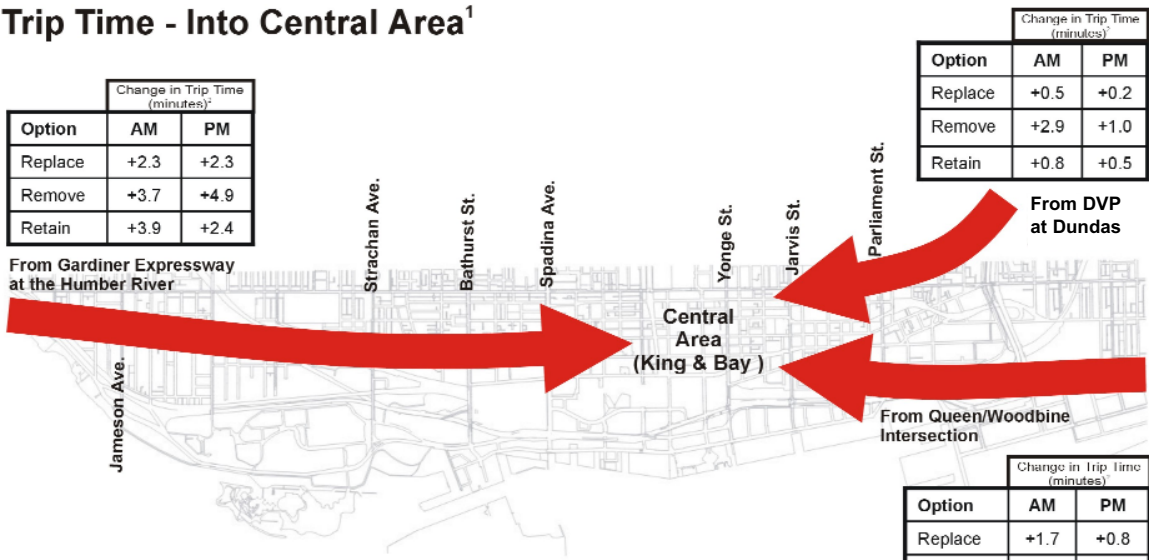 Trip Time - Into Central Area¹
Change in Trip Time
(minutes)²
Option AM PM
Replace +2.3 +2.3
Remove +3.7 +4.9
Retain +3.9 +2.4
From Gardiner Expressway
at the Humber River
Change in Trip Time
(minutes)²
Option AM PM
Replace +0.5 +0.2
Remove +2.9 +1.0
Retain +0.8 +0.5
From DVP
at Dundas
Jameson Ave.
Strachan Ave.
Bathurst St.
Spadina Ave.
Yonge St.
Jarvis St.
Parliament St.
Central
Area
(King & Bay )
From Queen/Woodbine
Intersection
Change in Trip Time
(minutes)²
Option AM PM
Replace +1.7 +0.8